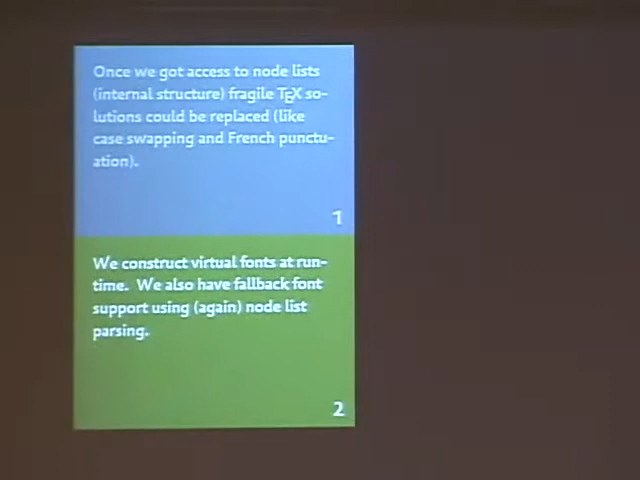 Once we got access to node lists
(internal structure) fragile TEX so-
lutions could be replaced (like
case swapping and French punctu-
ation).
1
We construct virtual fonts at run-
time. We also have fallback font
support using (again) node list
parsing.
2